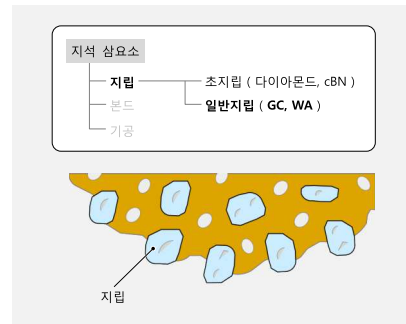 지석 삼요소
지립 초지립 ( 다이아몬드, cBN )
본드 일반지립 ( GC, WA )
기공
지립